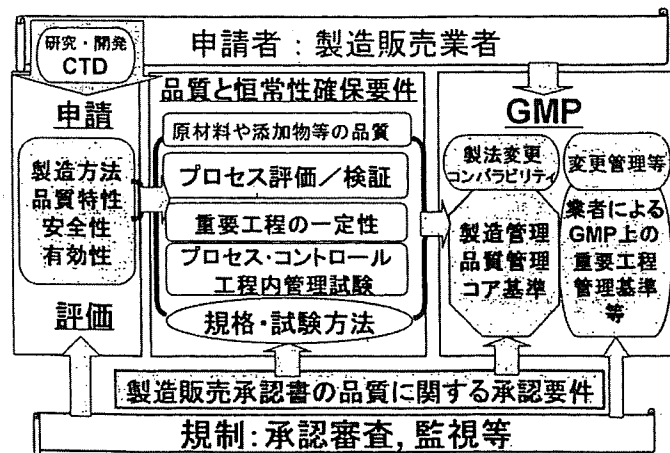 申請者：製造販売業者
研究・開発
CTD
申請
製造方法
品質特性
安全性
有効性
評価
品質と恒常性確保要件
原材料や添加物等の品質
プロセス評価／検証
重要工程の一定性
プロセス・コントロール
工程内管理試験
規格・試験方法
GMP
製法変更
コンパラビリティ
変更管理等
製造管理
品質管理
コア基準
業者による
GMP上の
重要工程
管理基準
等
製造販売承認書の品質に関する承認要件
規制：承認審査，監視等